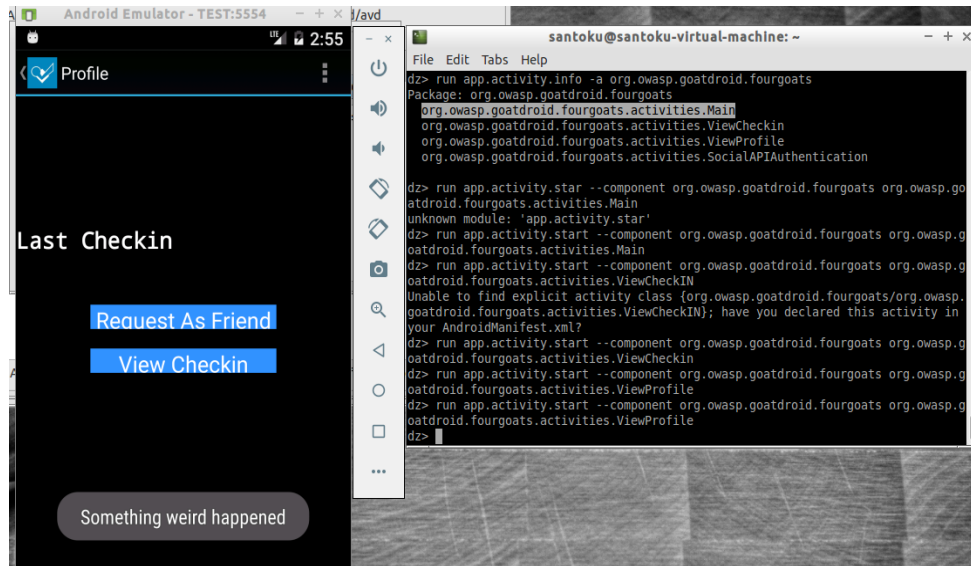 Android Emulator - TEST:5554
l/avd
LTE 2:55
Profile
Last Checkin
Request As Friend
View Checkin
Something weird happened
santoku@santoku-virtual-machine: ~
File Edit Tabs Help
dz> run app.activity.info -a org.owasp.goatdroid.fourgoats
Package: org.owasp.goatdroid.fourgoats
org.owasp.goatdroid.fourgoats.activities.Main
org.owasp.goatdroid.fourgoats.activities.ViewCheckin
org.owasp.goatdroid.fourgoats.activities.ViewProfile
org.owasp.goatdroid.fourgoats.activities.SocialAPIAuthentication
dz> run app.activity.star --component org.owasp.goatdroid.fourgoats org.owasp.go
atdroid.fourgoats.activities.Main
unknown module: 'app.activity.star'
dz> run app.activity.start --component org.owasp.goatdroid.fourgoats org.owasp.g
oatdroid.fourgoats.activities.Main
dz> run app.activity.start --component org.owasp.goatdroid.fourgoats org.owasp.g
oatdroid.fourgoats.activities.ViewCheckIN
Unable to find explicit activity class {org.owasp.goatdroid.fourgoats/org.owasp.
goatdroid.fourgoats.activities.ViewCheckIN}; have you declared this activity in
your AndroidManifest.xml?
dz> run app.activity.start --component org.owasp.goatdroid.fourgoats org.owasp.g
oatdroid.fourgoats.activities.ViewCheckin
dz> run app.activity.start --component org.owasp.goatdroid.fourgoats org.owasp.g
oatdroid.fourgoats.activities.ViewProfile
dz> run app.activity.start --component org.owasp.goatdroid.fourgoats org.owasp.g
oatdroid.fourgoats.activities.ViewProfile
dz>